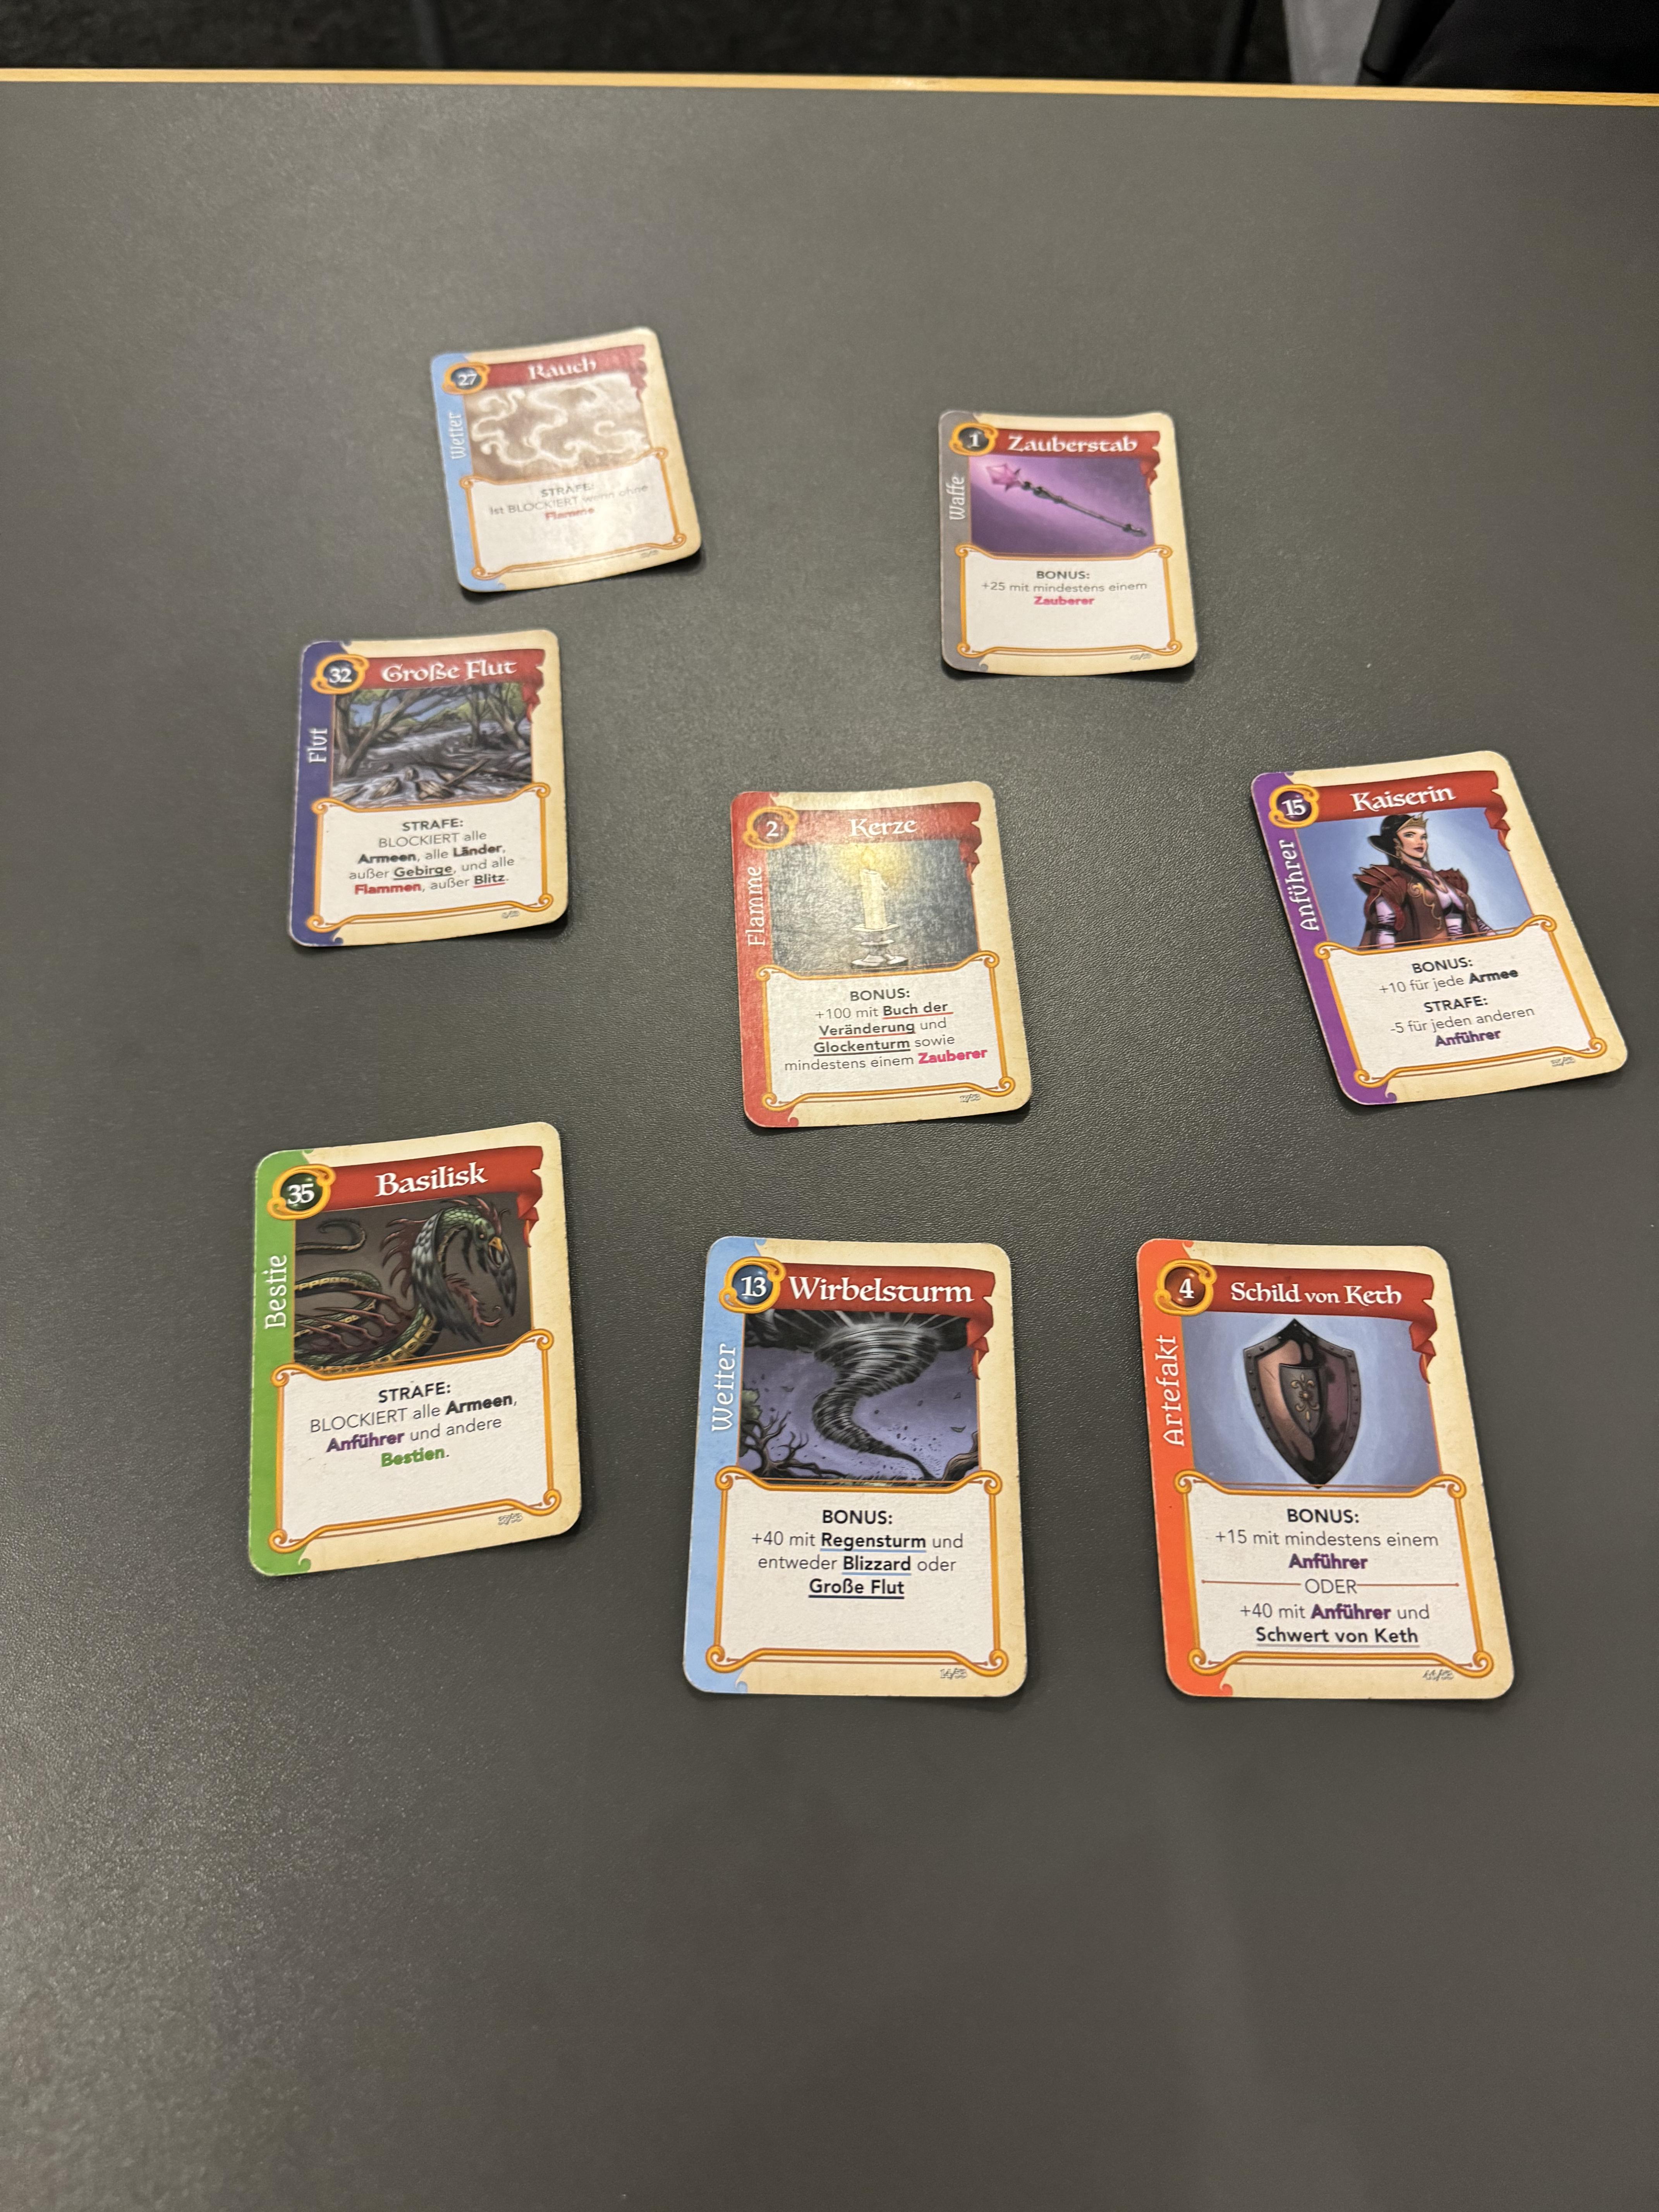 27
Rauch
Wetter
STRAFE:
Ist BLOCKIERT wenn ohne
Flamme
1
Zauberstab
Waffe
BONUS:
+25 mit mindestens einem
Zauberer
32
Große Flut
Flut
STRAFE:
BLOCKIERT alle
Armeen, alle Länder,
außer Gebirge, und alle
Flammen, außer Blitz.
2
Kerze
Flamme
BONUS:
+100 mit Buch der
Veränderung und
Glockenturm sowie
mindestens einem Zauberer
15
Kaiserin
Anführer
BONUS:
+10 für jede Armee
STRAFE:
-5 für jeden anderen
Anführer
35
Basilisk
Bestie
STRAFE:
BLOCKIERT alle Armeen,
Anführer und andere
Bestien.
13
Wirbelsturm
Wetter
BONUS:
+40 mit Regensturm und
entweder Blizzard oder
Große Flut
14/53
4
Schild von Keth
Artefakt
BONUS:
+15 mit mindestens einem
Anführer
ODER
+40 mit Anführer und
Schwert von Keth